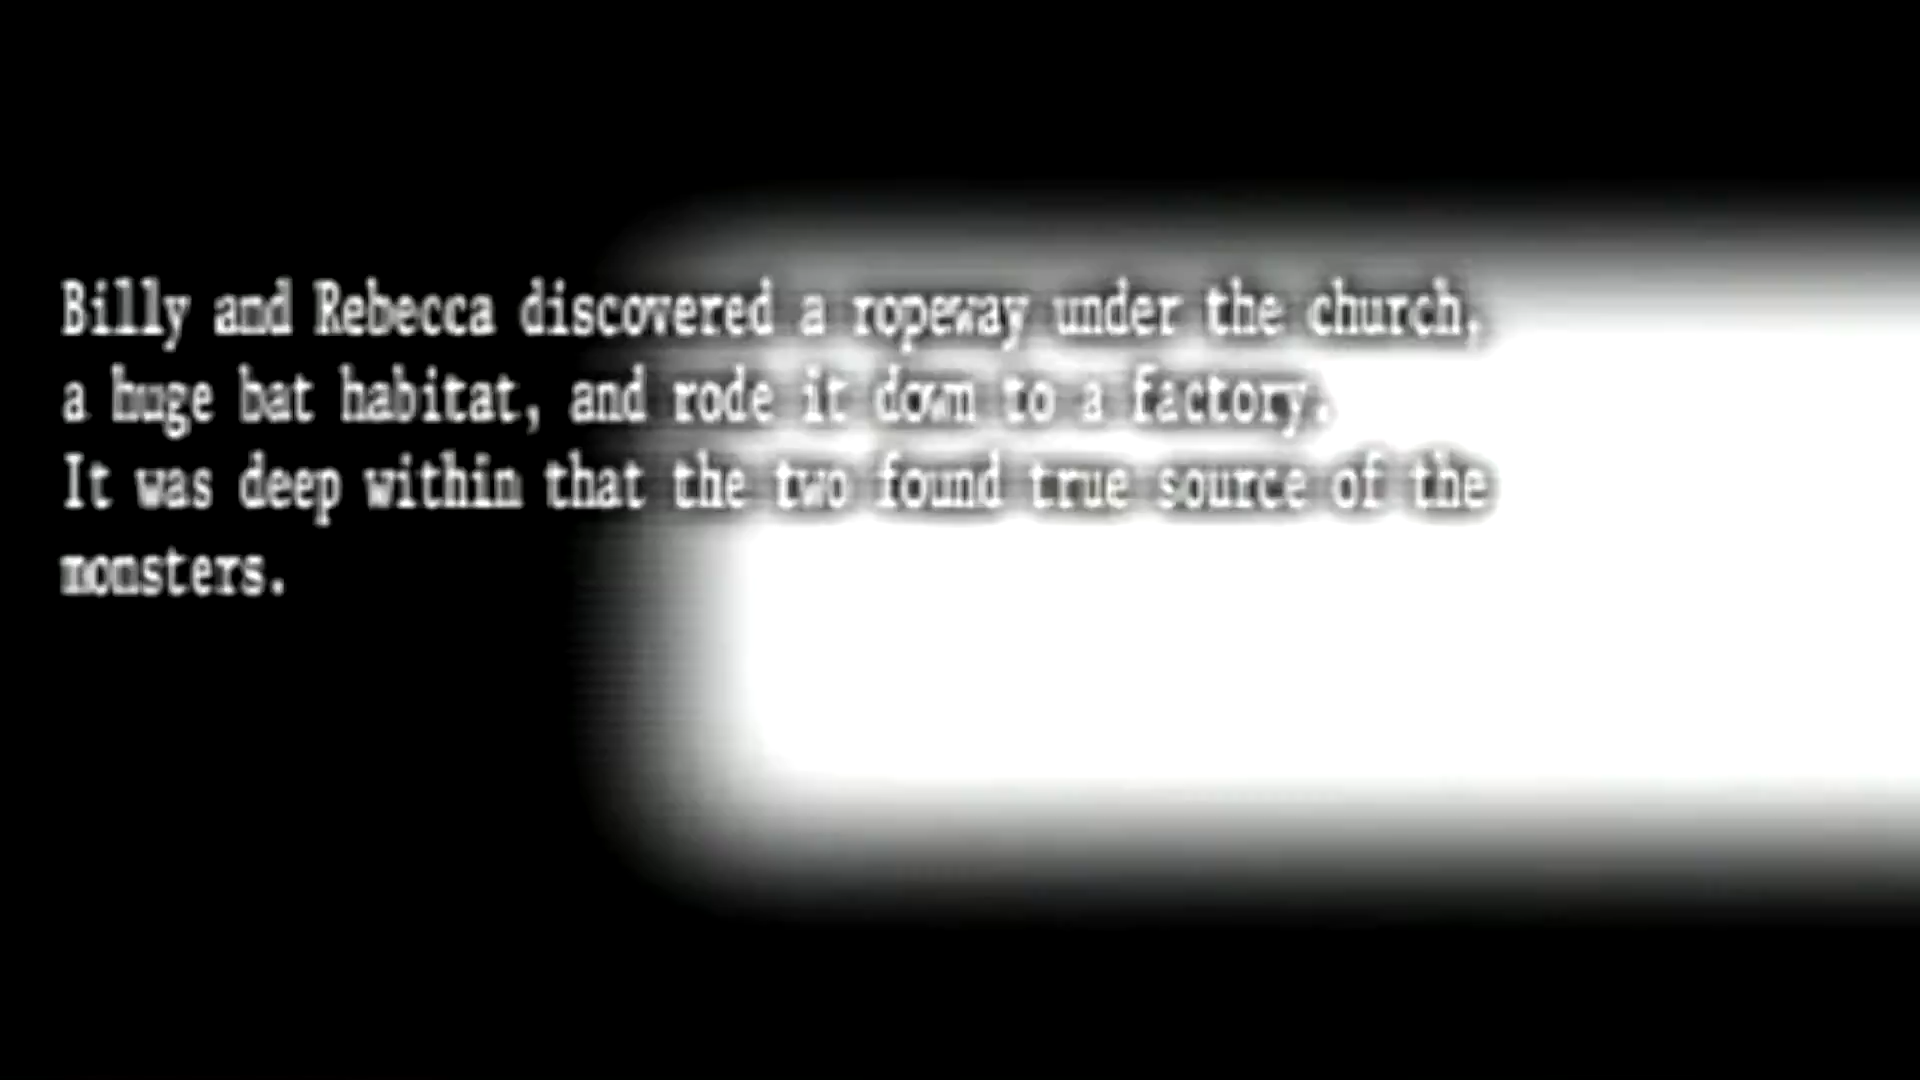 Billy and Rebecca discovered a ropeway under the church,
a huge bat habitat, and rode it down to a factory.
It was deep within that the two found true source of the
monsters.